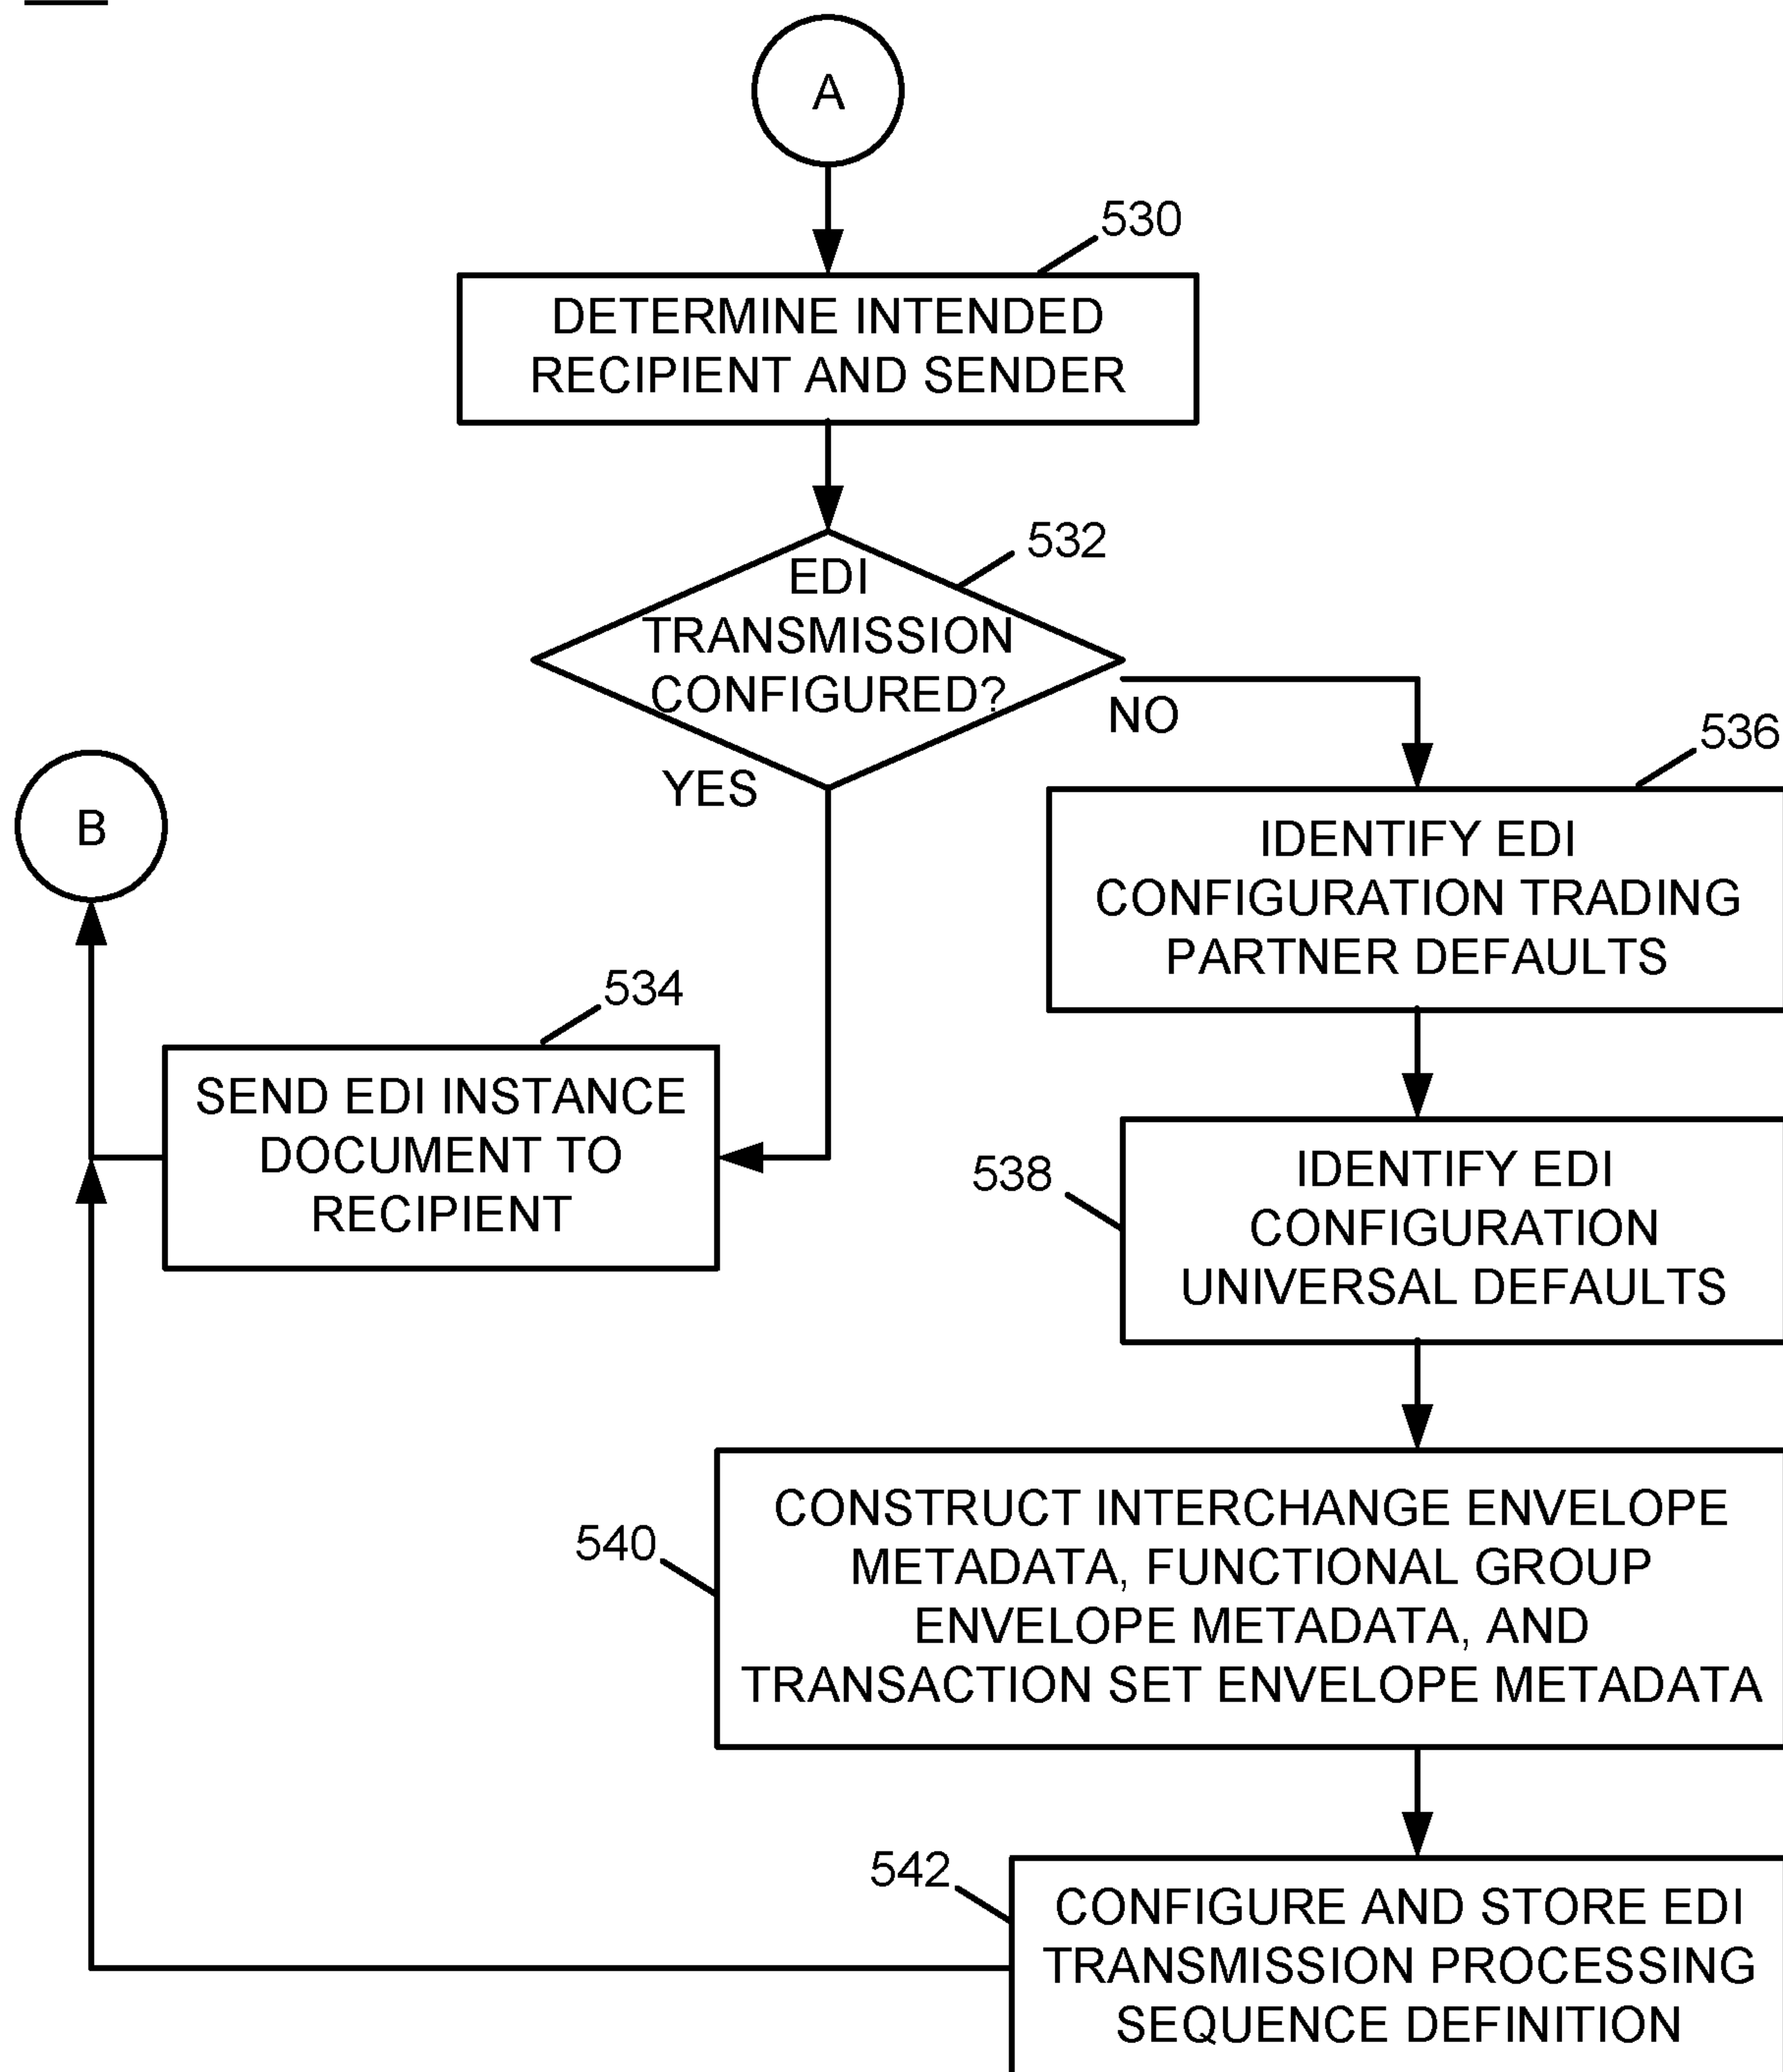 A
530
DETERMINE INTENDED
RECIPIENT AND SENDER
532
EDI
TRANSMISSION
CONFIGURED?
NO
YES
536
IDENTIFY EDI
CONFIGURATION TRADING
PARTNER DEFAULTS
B
534
SEND EDI INSTANCE
DOCUMENT TO
RECIPIENT
538
IDENTIFY EDI
CONFIGURATION
UNIVERSAL DEFAULTS
540
CONSTRUCT INTERCHANGE ENVELOPE
METADATA, FUNCTIONAL GROUP
ENVELOPE METADATA, AND
TRANSACTION SET ENVELOPE METADATA
542
CONFIGURE AND STORE EDI
TRANSMISSION PROCESSING
SEQUENCE DEFINITION